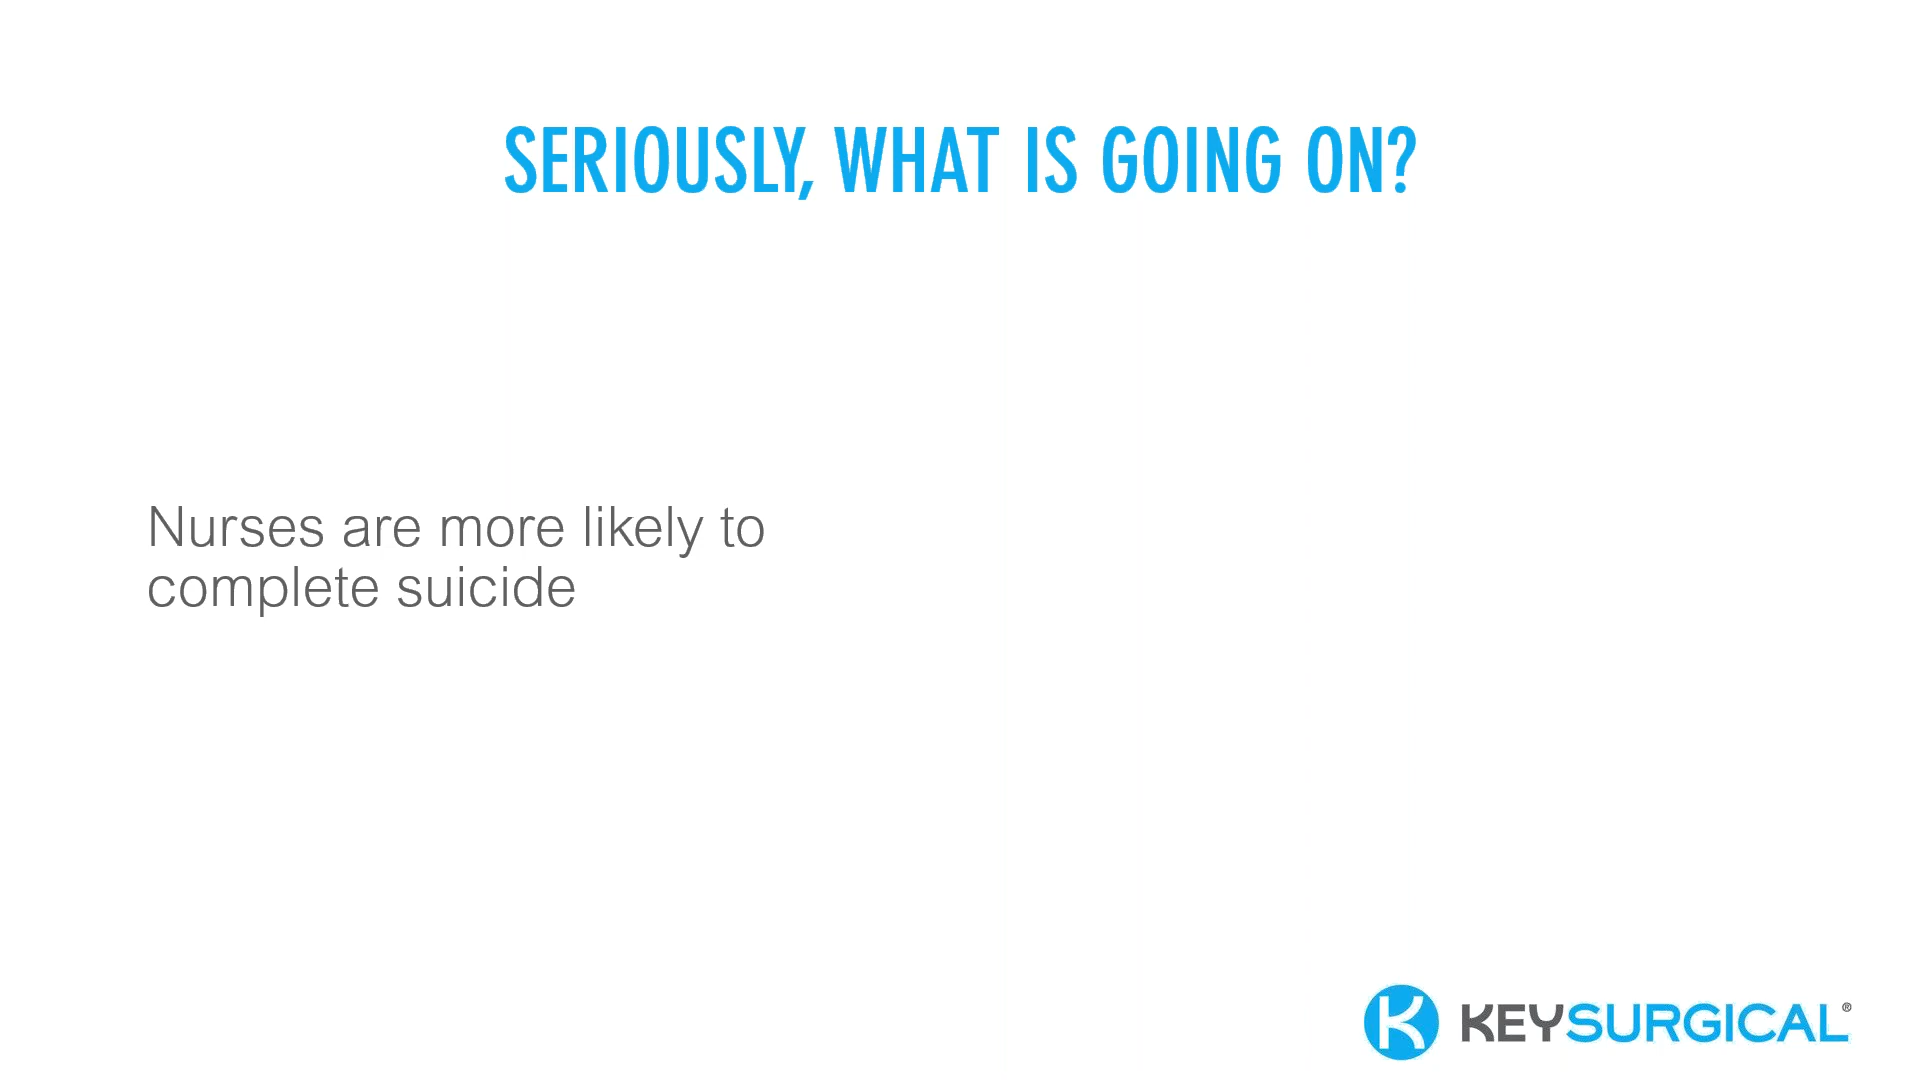 SERIOUSLY, WHAT IS GOING ON?
Nurses are more likely to
complete suicide
K KEYSURGICAL®